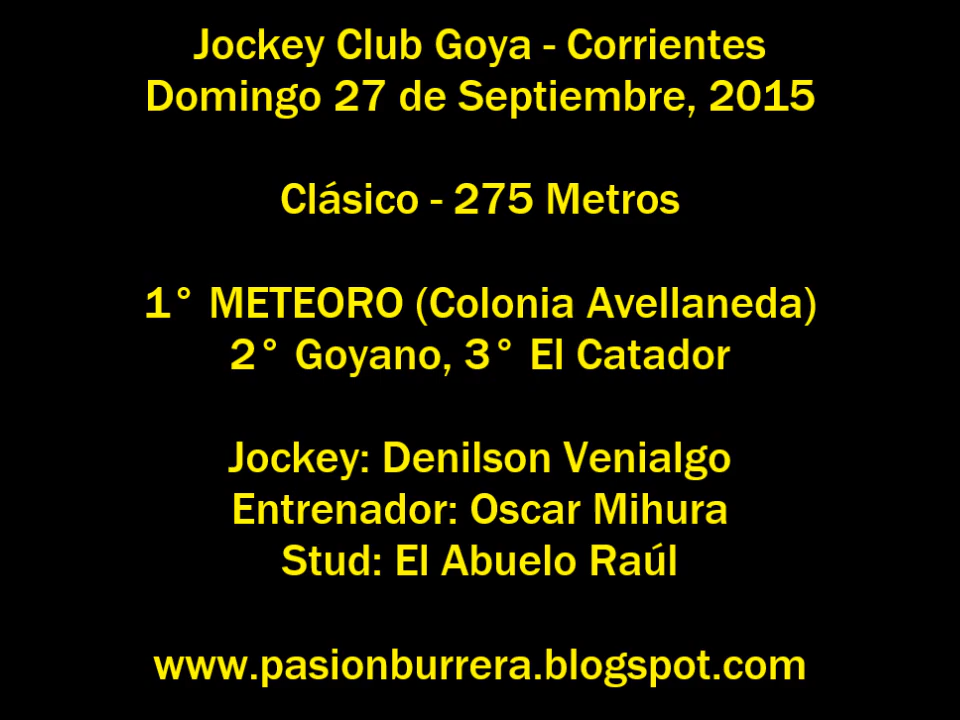 Jockey Club Goya - Corrientes
Domingo 27 de Septiembre, 2015
Clásico - 275 Metros
1° METEORO (Colonia Avellaneda)
2° Goyano, 3° El Catador
Jockey: Denilson Venialgo
Entrenador: Oscar Mihura
Stud: El Abuelo Raúl
www.pasionburrera.blogspot.com